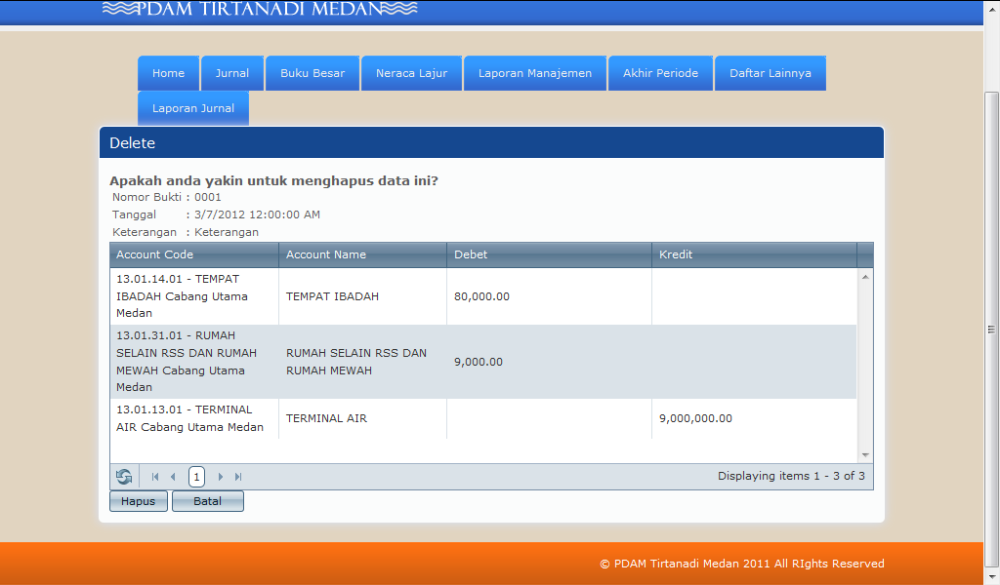 PDAM TIRTANADI MEDAN
Home Jurnal Buku Besar Neraca Lajur Laporan Manajemen Akhir Periode Daftar Lainnya
Laporan Jurnal
Delete
Apakah anda yakin untuk menghapus data ini?
Nomor Bukti : 0001
Tanggal : 3/7/2012 12:00:00 AM
Keterangan : Keterangan
Account Code Account Name Debet Kredit
13.01.14.01 - TEMPAT
IBADAH Cabang Utama
Medan
TEMPAT IBADAH
80,000.00
13.01.31.01 - RUMAH
SELAIN RSS DAN RUMAH
MEWAH Cabang Utama
Medan
RUMAH SELAIN RSS DAN
RUMAH MEWAH
9,000.00
13.01.13.01 - TERMINAL
AIR Cabang Utama Medan
TERMINAL AIR
9,000,000.00
1
Displaying items 1 - 3 of 3
Hapus Batal
© PDAM Tirtanadi Medan 2011 All RIghts Reserved